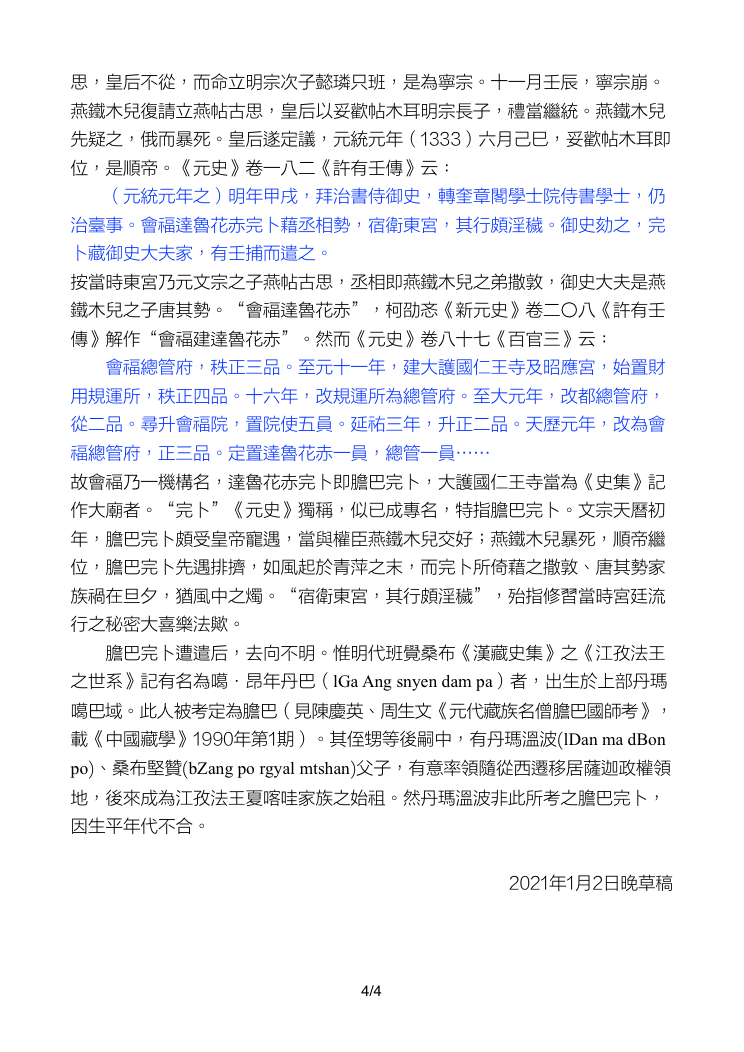 思，皇后不從，而命立明宗次子懿璘只班，是為寧宗。十一月壬辰，寧宗崩。
燕鐵木兒復請立燕帖古思，皇后以妥歡帖木耳明宗長子，禮當繼統。燕鐵木兒
先疑之，俄而暴死。皇后遂定議，元統元年（1333）六月己巳，妥歡帖木耳即
位，是順帝。《元史》卷一八二《許有壬傳》云：
（元統元年之）明年甲戌，拜治書侍御史，轉奎章閣學士院侍書學士，仍
治臺事。會福達魯花赤完卜藉丞相勢，宿衛東宮，其行頗淫穢。御史劾之，完
卜藏御史大夫家，有壬捕而遣之。
按當時東宮乃元文宗之子燕帖古思，丞相即燕鐵木兒之弟撒敦，御史大夫是燕
鐵木兒之子唐其勢。“會福達魯花赤”，柯劭忞《新元史》卷二〇八《許有壬
傳》解作“會福建達魯花赤”。然而《元史》卷八十七《百官三》云：
會福總管府，秩正三品。至元十一年，建大護國仁王寺及昭應宮，始置財
用規運所，秩正四品。十六年，改規運所為總管府。至大元年，改都總管府，
從二品。尋升會福院，置院使五員。延祐三年，升正二品。天歷元年，改為會
福總管府，正三品。定置達魯花赤一員，總管一員⋯⋯
故會福乃一機構名，達魯花赤完卜即膽巴完卜，大護國仁王寺當為《史集》記
作大廟者。“完卜”《元史》獨稱，似已成專名，特指膽巴完卜。文宗天曆初
年，膽巴完卜頗受皇帝寵遇，當與權臣燕鐵木兒交好；燕鐵木兒暴死，順帝繼
位，膽巴完卜先遇排擠，如風起於青萍之末，而完卜所倚藉之撒敦、唐其勢家
族禍在旦夕，猶風中之燭。“宿衛東宮，其行頗淫穢”，殆指修習當時宮廷流
行之秘密大喜樂法歟。
膽巴完卜遭遣后，去向不明。惟明代班覺桑布《漢藏史集》之《江孜法王
之世系》記有名為噶·昂年丹巴（lGa Ang snyen dam pa）者，出生於上部丹瑪
噶巴域。此人被考定為膽巴（見陳慶英、周生文《元代藏族名僧膽巴國師考》，
載《中國藏學》1990年第1期）。其侄甥等後嗣中，有丹瑪溫波(lDan ma dBon
po)、桑布堅贊(bZang po rgyal mtshan)父子，有意率領隨從西遷移居薩迦政權領
地，後來成為江孜法王夏喀哇家族之始祖。然丹瑪溫波非此所考之膽巴完卜，
因生平年代不合。
2021年1月2日晚草稿
4/4